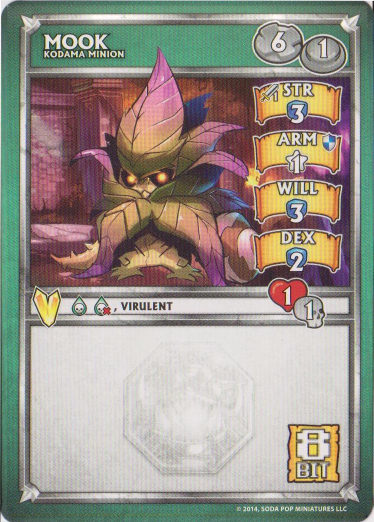 MOOK
KODAMA MINION
6
1
STR
3
ARM
1
WILL
3
DEX
2
1
1
, VIRULENT
8
BIT
© 2014, SODA POP MINIATURES LLC